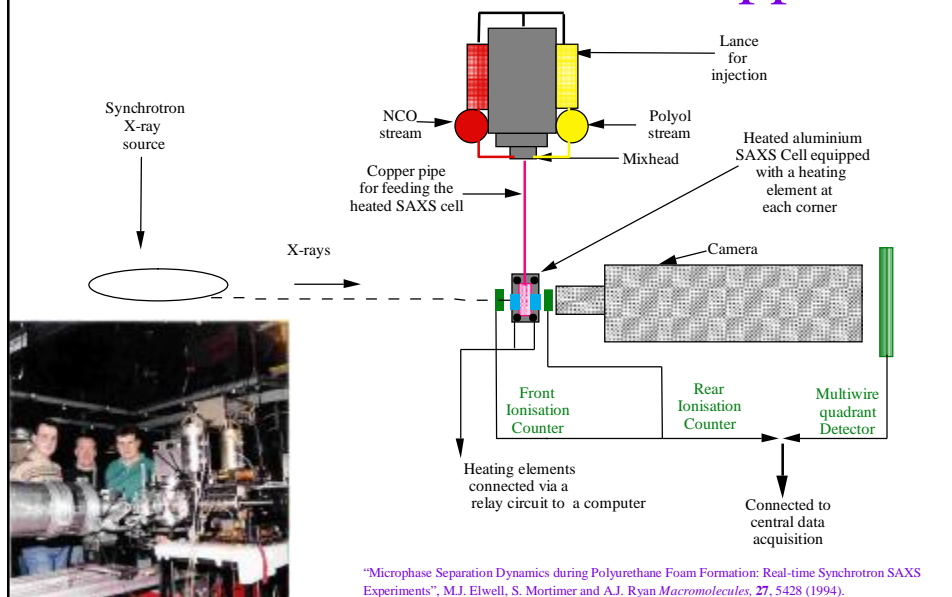 Lance
for
injection
Synchrotron
X-ray
source
NCO
stream
Polyol
stream
Mixhead
Heated aluminium
SAXS Cell equipped
with a heating
element at
each corner
Copper pipe
for feeding the
heated SAXS cell
X-rays
Camera
Front
Ionisation
Counter
Rear
Ionisation
Counter
Multiwire
quadrant
Detector
Heating elements
connected via a
relay circuit to a computer
Connected to
central data
acquisition
“Microphase Separation Dynamics during Polyurethane Foam Formation: Real-time Synchrotron SAXS
Experiments”, M.J. Elwell, S. Mortimer and A.J. Ryan Macromolecules, 27, 5428 (1994).